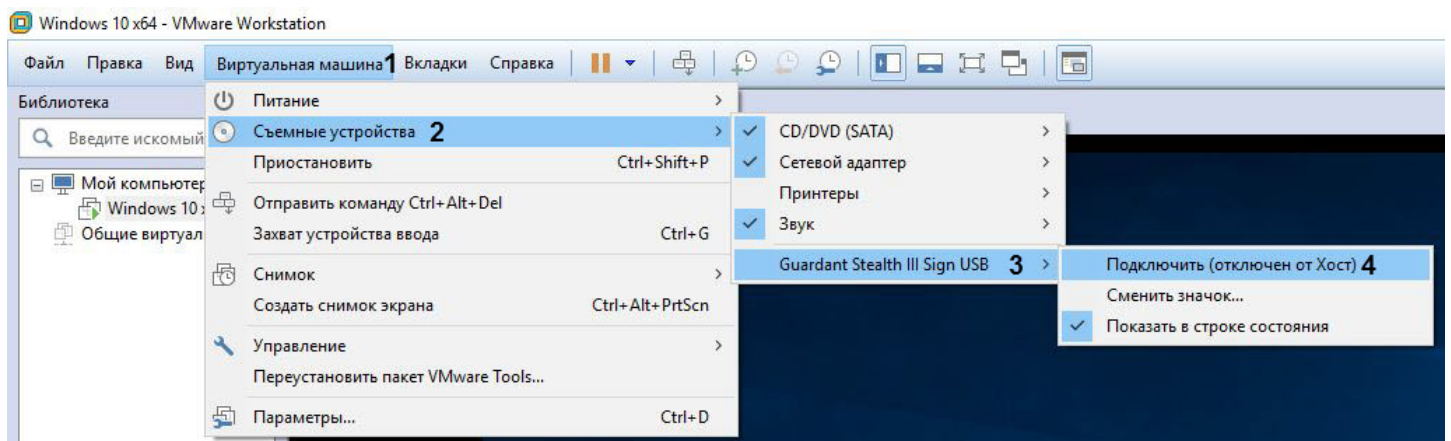 Windows 10 x64 - VMware Workstation
Файл Правка Вид Виртуальная машина 1 Вкладки Справка
Библиотека
Введите искомый
Мой компьютер
Windows 10
Общие виртуал
Питание
Съемные устройства 2
Приостановить Ctrl+Shift+P
Отправить команду Ctrl+Alt+Del
Захват устройства ввода Ctrl+G
Снимок
Создать снимок экрана Ctrl+Alt+PrtScn
Управление
Переустановить пакет VMware Tools...
Параметры... Ctrl+D
CD/DVD (SATA)
Сетевой адаптер
Принтеры
Звук
Guardant Stealth III Sign USB 3
Подключить (отключен от Хост) 4
Сменить значок...
Показать в строке состояния